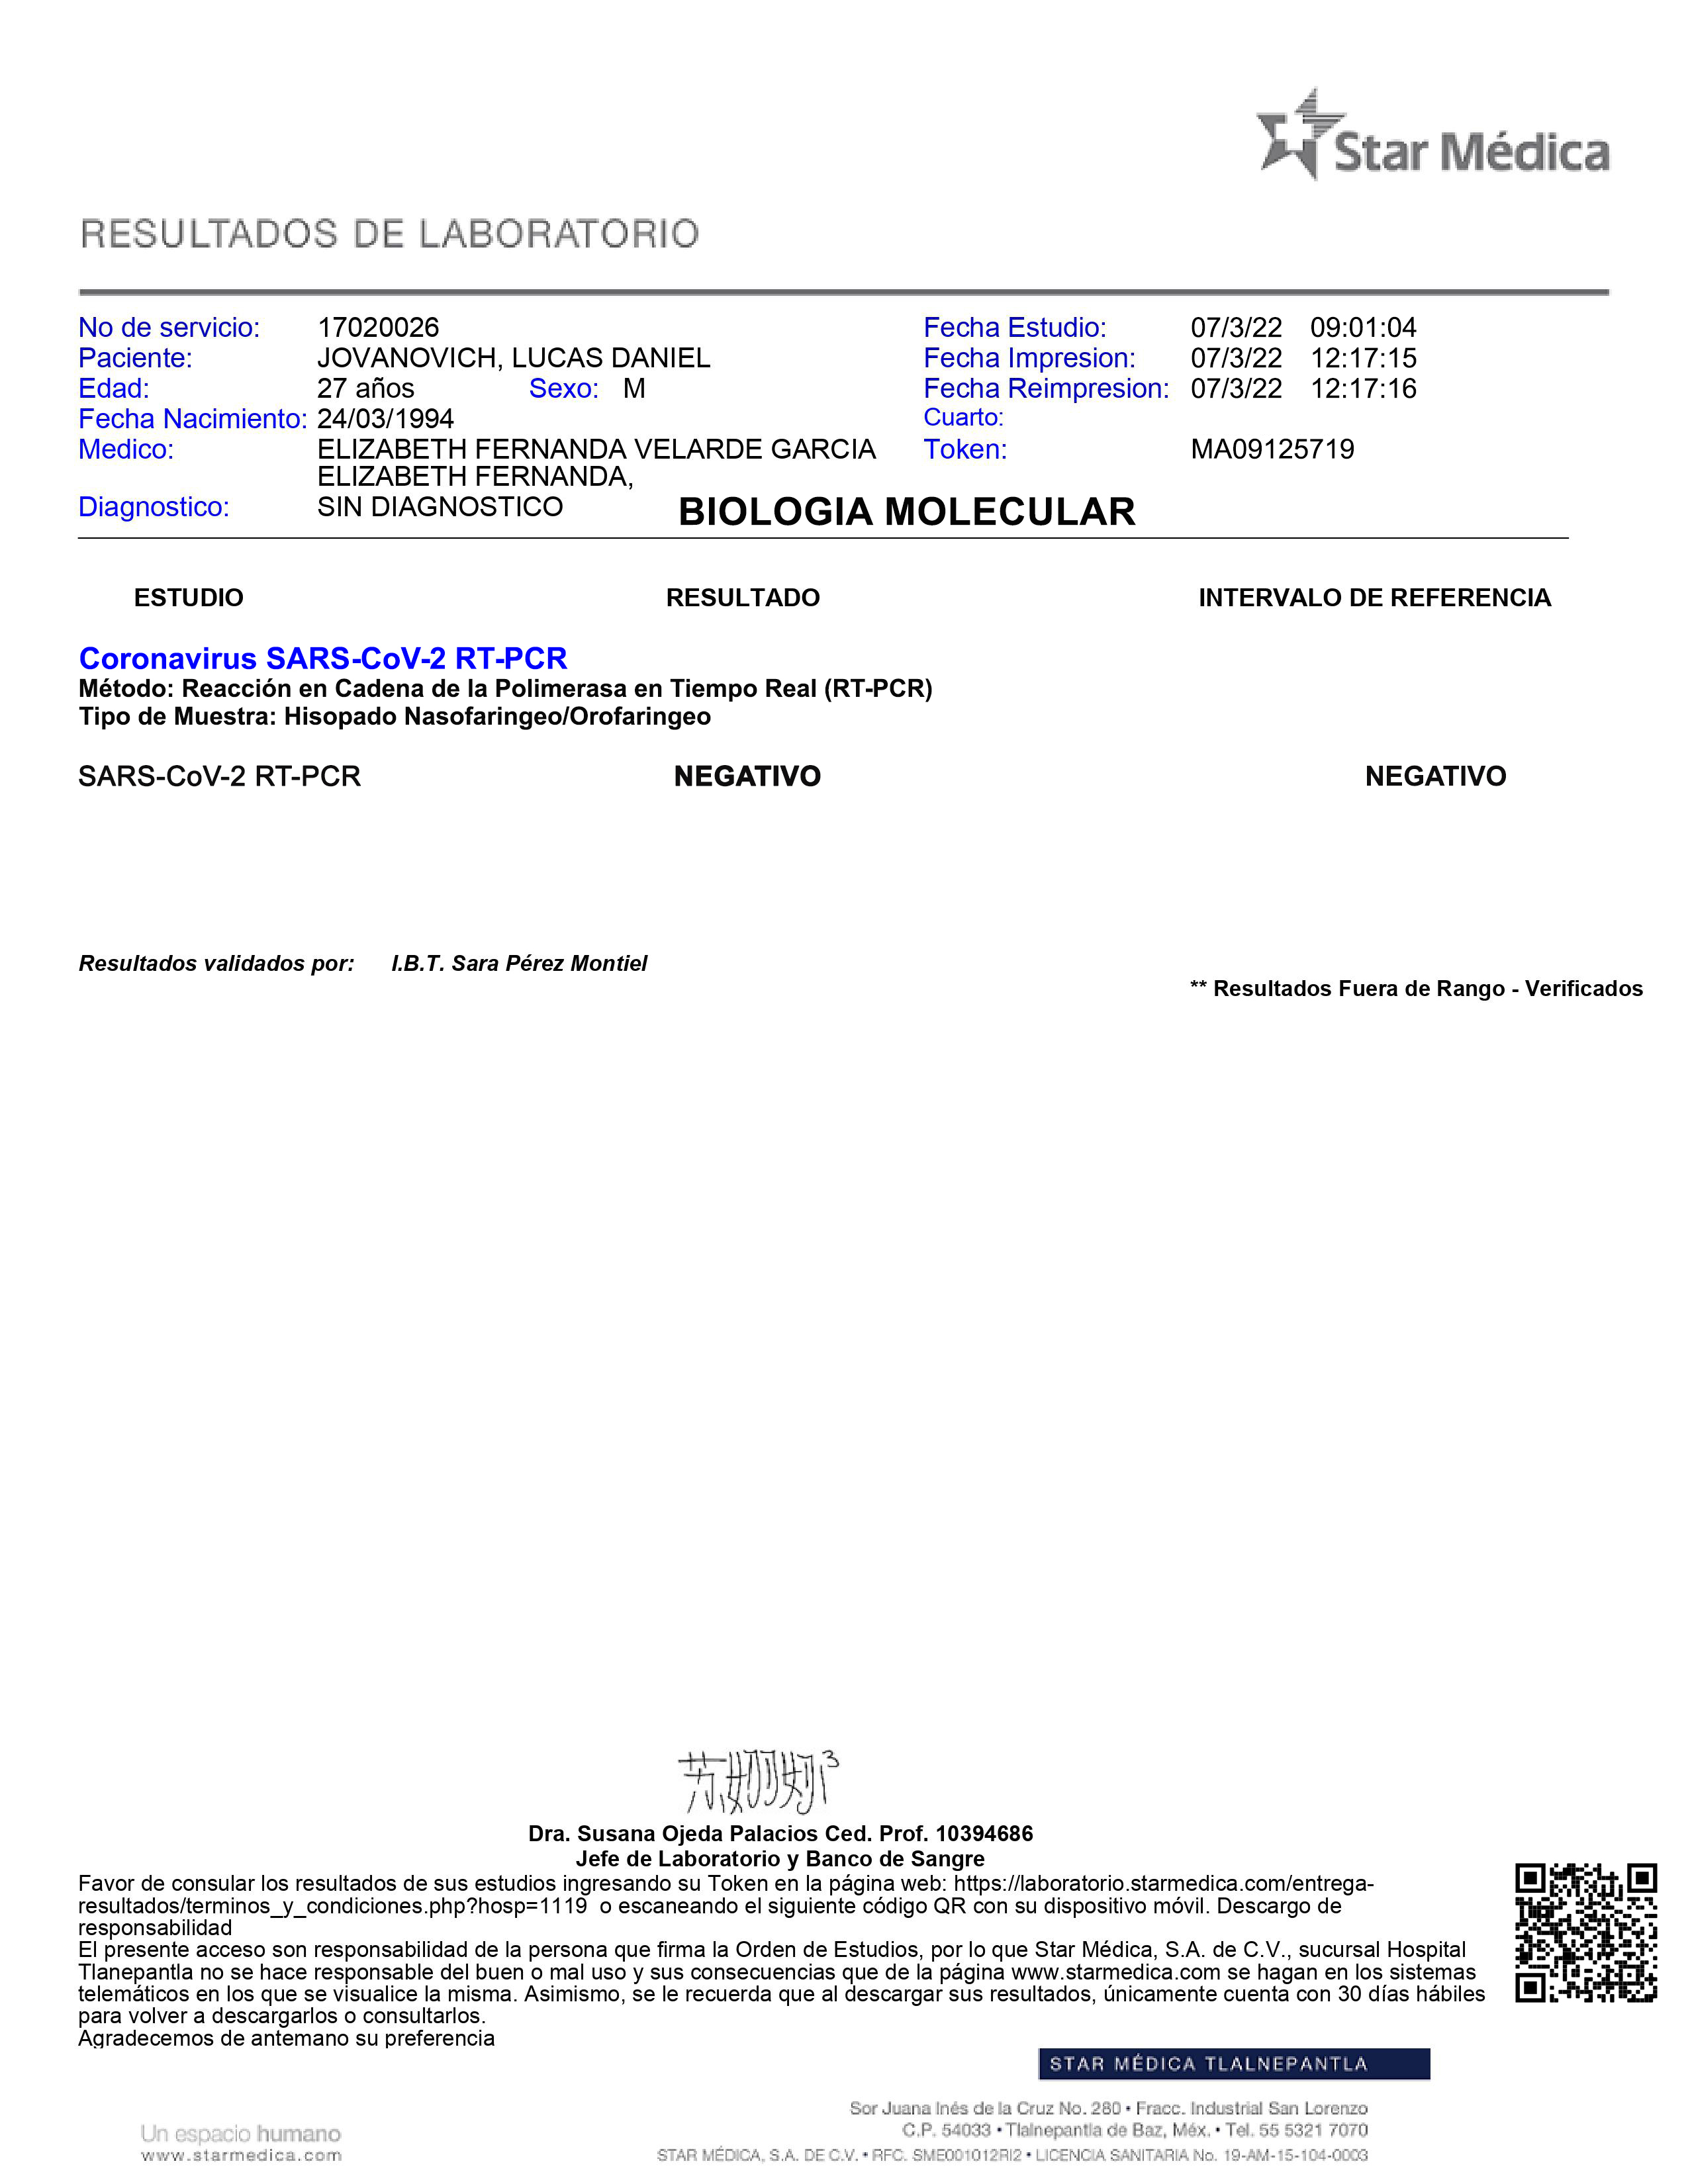 Star Médica
RESULTADOS DE LABORATORIO
No de servicio: 17020026 Fecha Estudio: 07/3/22 09:01:04
Paciente: JOVANOVICH, LUCAS DANIEL Fecha Impresion: 07/3/22 12:17:15
Edad: 27 años Sexo: M Fecha Reimpresion: 07/3/22 12:17:16
Fecha Nacimiento: 24/03/1994 Cuarto:
Medico: ELIZABETH FERNANDA VELARDE GARCIA Token: MA09125719
ELIZABETH FERNANDA,
Diagnostico: SIN DIAGNOSTICO BIOLOGIA MOLECULAR
ESTUDIO RESULTADO INTERVALO DE REFERENCIA
Coronavirus SARS-CoV-2 RT-PCR
Método: Reacción en Cadena de la Polimerasa en Tiempo Real (RT-PCR)
Tipo de Muestra: Hisopado Nasofaringeo/Orofaringeo
SARS-CoV-2 RT-PCR NEGATIVO NEGATIVO
Resultados validados por: I.B.T. Sara Pérez Montiel
** Resultados Fuera de Rango - Verificados
Dra. Susana Ojeda Palacios Ced. Prof. 10394686
Jefe de Laboratorio y Banco de Sangre
Favor de consular los resultados de sus estudios ingresando su Token en la página web: https://laboratorio.starmedica.com/entrega-
resultados/terminos_y_condiciones.php?hosp=1119 o escaneando el siguiente código QR con su dispositivo móvil. Descargo de
responsabilidad
El presente acceso son responsabilidad de la persona que firma la Orden de Estudios, por lo que Star Médica, S.A. de C.V., sucursal Hospital
Tlanepantla no se hace responsable del buen o mal uso y sus consecuencias que de la página www.starmedica.com se hagan en los sistemas
telemáticos en los que se visualice la misma. Asimismo, se le recuerda que al descargar sus resultados, únicamente cuenta con 30 días hábiles
para volver a descargarlos o consultarlos.
Agradecemos de antemano su preferencia
STAR MÉDICA TLALNEPANTLA
Sor Juana Inés de la Cruz No. 280 • Fracc. Industrial San Lorenzo
C.P. 54033 • Tlalnepantla de Baz, Méx. • Tel. 55 5321 7070
STAR MÉDICA, S.A. DE C.V. • RFC. SME001012RI2 • LICENCIA SANITARIA No. 19-AM-15-104-0003
Un espacio humano
www.starmedica.com